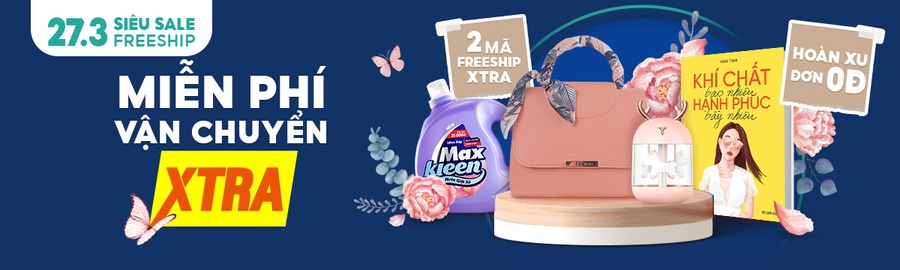 27.3 SIÊU SALE
FREESHIP
MIỄN PHÍ
VẬN CHUYỂN
XTRA
2 MÃ
FREESHIP
XTRA
HOÀN XU
ĐƠN 0Đ
Max
kleen
KHÍ CHẤT
bao nhiêu
HẠNH PHÚC
bấy nhiêu